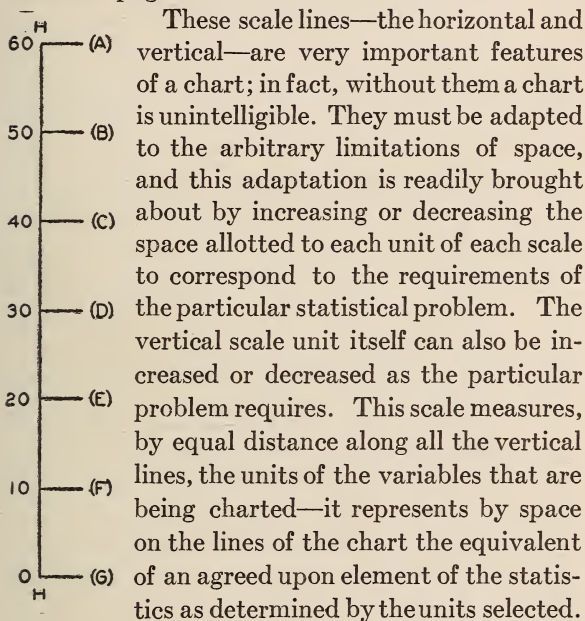 These scale lines—the horizontal and
vertical—are very important features
of a chart; in fact, without them a chart
is unintelligible. They must be adapted
to the arbitrary limitations of space,
and this adaptation is readily brought
about by increasing or decreasing the
space allotted to each unit of each scale
to correspond to the requirements of
the particular statistical problem. The
vertical scale unit itself can also be in-
creased or decreased as the particular
problem requires. This scale measures,
by equal distance along all the vertical
lines, the units of the variables that are
being charted—it represents by space
on the lines of the chart the equivalent
of an agreed upon element of the statis-
tics as determined by the units selected.
H
60 (A)
50 (B)
40 (C)
30 (D)
20 (E)
10 (F)
0 (G)
H